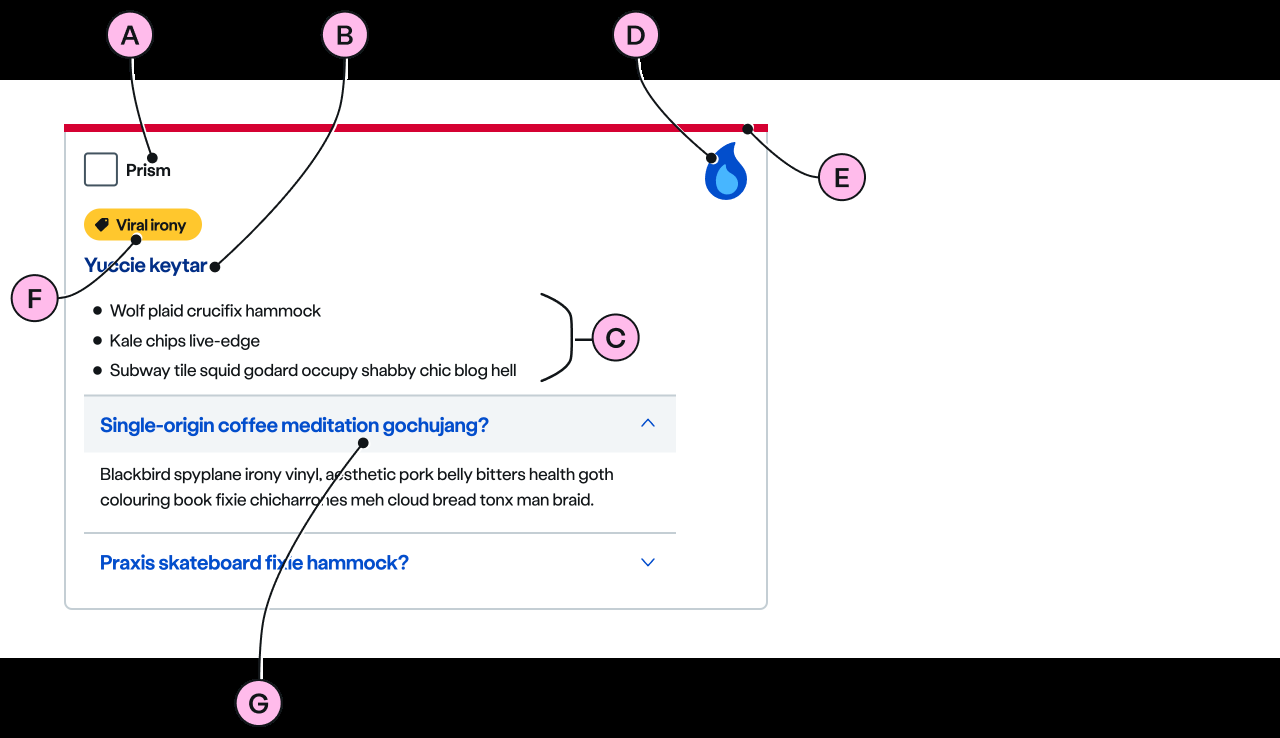 A
B
D
Prism
E
Viral irony
Yuccie keytar
F
Wolf plaid crucifix hammock
Kale chips live-edge
C
Subway tile squid godard occupy shabby chic blog hell
Single-origin coffee meditation gochujang?
Blackbird spyplane irony vinyl, aesthetic pork belly bitters health goth
colouring book fixie chicharrones meh cloud bread tonx man braid.
Praxis skateboard fixie hammock?
G